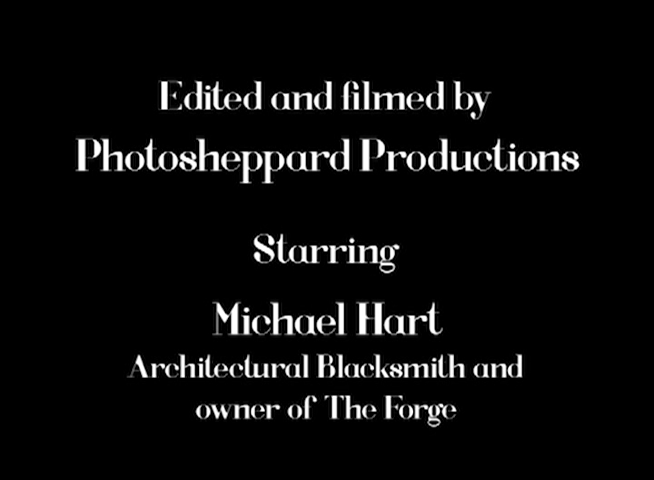 Edited and filmed by
Photosheppard Productions
Starring
Michael Hart
Architectural Blacksmith and
owner of The Forge